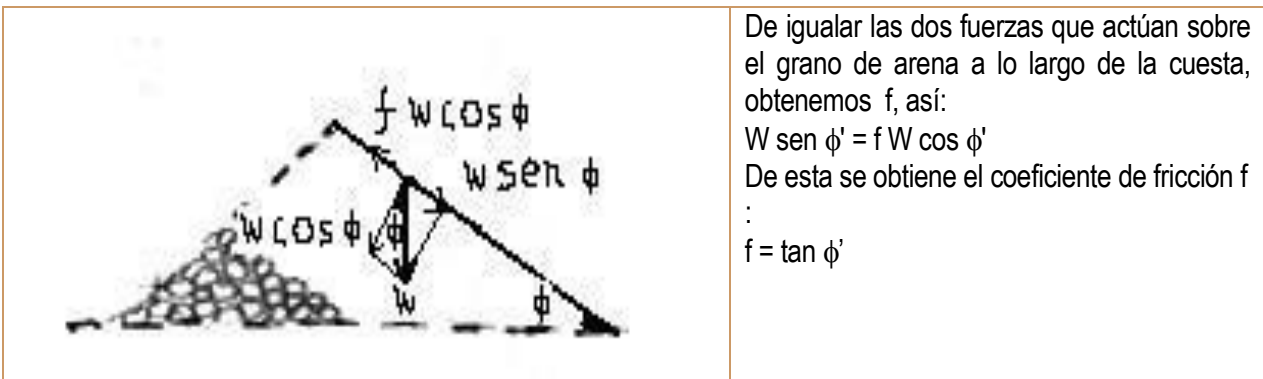 f W COS ϕ
W sen ϕ
W COS ϕ
ϕ
W
ϕ
De igualar las dos fuerzas que actúan sobre
el grano de arena a lo largo de la cuesta,
obtenemos f, así:
W sen ϕ' = f W cos ϕ'
De esta se obtiene el coeficiente de fricción f
:
f = tan ϕ’